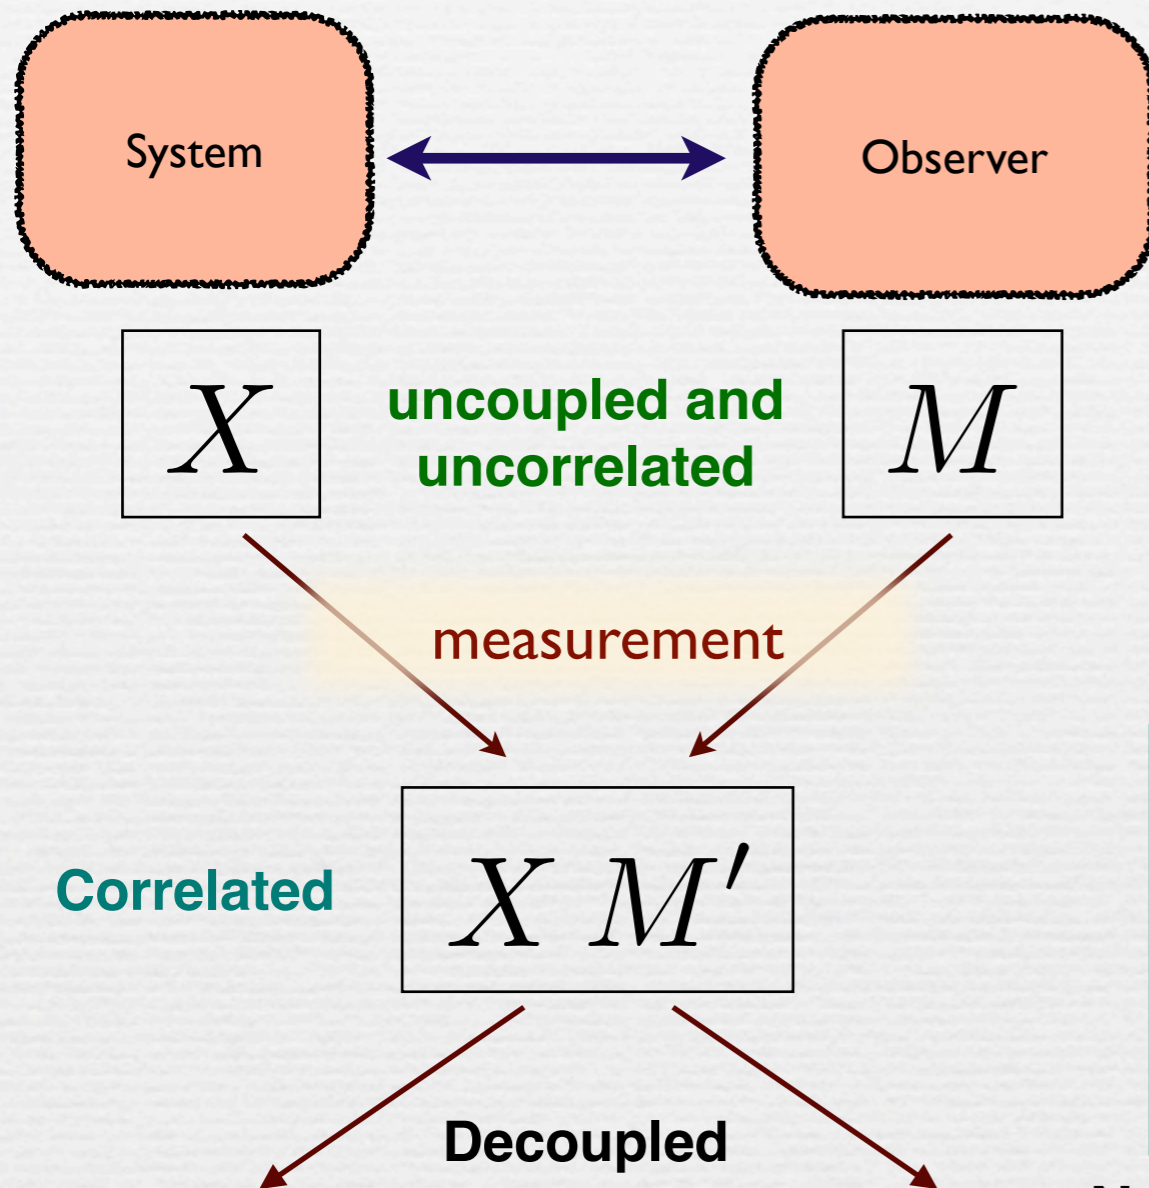 System
Observer
X
uncoupled and
uncorrelated
M
measurement
Correlated
X M′
Decoupled